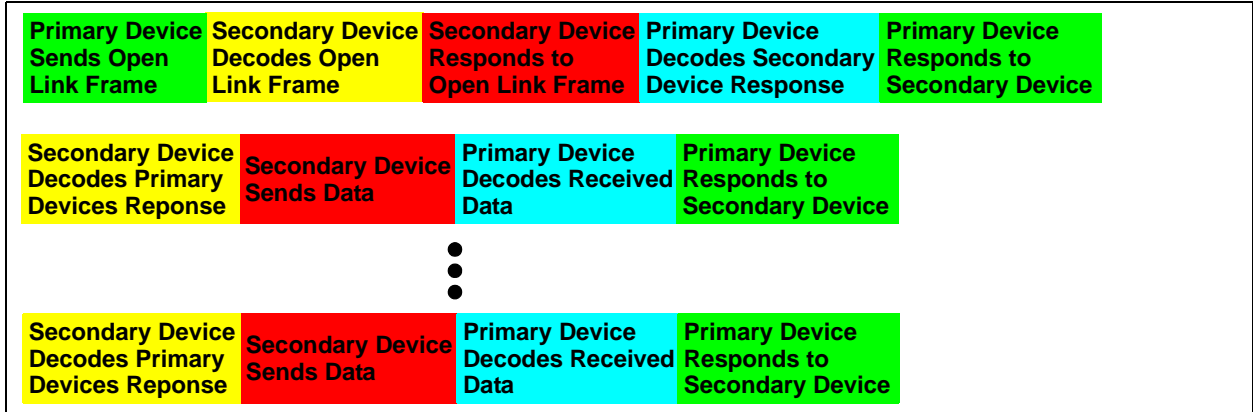 Primary Device
Sends Open
Link Frame
Secondary Device
Decodes Open
Link Frame
Secondary Device
Responds to
Open Link Frame
Primary Device
Decodes Secondary
Device Response
Primary Device
Responds to
Secondary Device
Secondary Device
Decodes Primary
Devices Reponse
Secondary Device
Sends Data
Primary Device
Decodes Received
Data
Primary Device
Responds to
Secondary Device
Secondary Device
Decodes Primary
Devices Reponse
Secondary Device
Sends Data
Primary Device
Decodes Received
Data
Primary Device
Responds to
Secondary Device